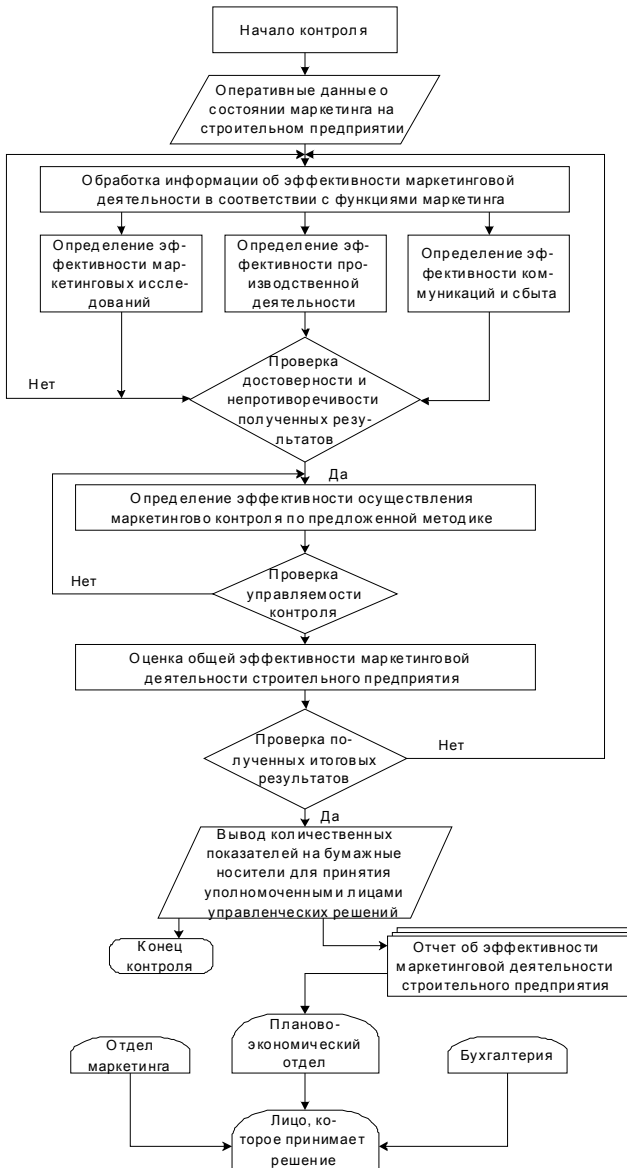 Начало контроля
Оперативные данные о
состоянии маркетинга на
строительном предприятии
Обработка информации об эффективности маркетинговой
деятельности в соответствии с функциями маркетинга
Определение эф-
фективности мар-
кетинговых иссле-
дований
Определение эф-
фективности про-
изводственной
деятельности
Определение эф-
фективности ком-
муникаций и сбыта
Проверка
достоверности и
непротиворечивости
полученных резу-
льтатов
Нет
Да
Определение эффективности осуществления
маркетингово контроля по предложенной методике
Нет
Проверка
управляемости
контроля
Оценка общей эффективности маркетинговой
деятельности строительного предприятия
Проверка по-
лученных итоговых
результатов
Нет
Да
Вывод количественных
показателей на бумажные
носители для принятия
уполномоченными лицами
управленческих решений
Конец
контроля
Отчет об эффективности
маркетинговой деятельности
строительного предприятия
Отдел
маркетинга
Планово-
экономический
отдел
Бухгалтерия
Лицо, ко-
торое принимает
решение